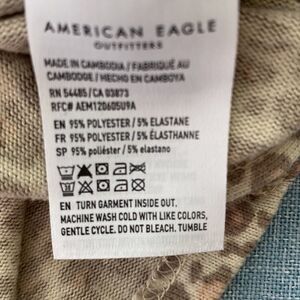 AMERICAN EAGLE
OUTFITTERS
MADE IN CAMBODIA / FABRIQUÉ AU
CAMBODGE / HECHO EN CAMBOYA
RN 54485 / CA 03873
RFC# AEM120605U9A
EN 95% POLYESTER / 5% ELASTANE
FR 95% POLYESTER / 5% ÉLASTHANNE
SP 95% poliéster / 5% elastano
EN TURN GARMENT INSIDE OUT.
MACHINE WASH COLD WITH LIKE COLORS,
GENTLE CYCLE. DO NOT BLEACH. TUMBLE